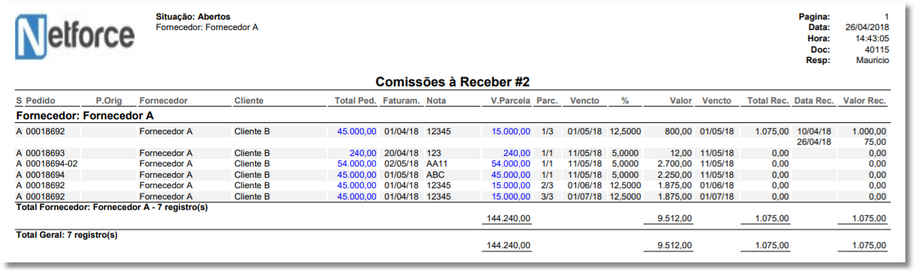 Netforce
Situação: Abertos
Fornecedor: Fornecedor A
Pagina: 1
Data: 26/04/2018
Hora: 14:43:05
Doc: 40115
Resp: Mauricio
Comissões à Receber #2
S Pedido P.Orig Fornecedor Cliente Total Ped. Faturam. Nota V.Parcela Parc. Vencto % Valor Vencto Total Rec. Data Rec. Valor Rec.
Fornecedor: Fornecedor A
A 00018692 Fornecedor A Cliente B 45.000,00 01/04/18 12345 15.000,00 1/3 01/05/18 12,5000 800,00 01/05/18 1.075,00 10/04/18 1.000,00
26/04/18 75,00
A 00018693 Fornecedor A Cliente B 240,00 20/04/18 123 240,00 1/1 11/05/18 5,0000 12,00 11/05/18 0,00 0,00
A 00018694-02 Fornecedor A Cliente B 54.000,00 02/05/18 AA11 54.000,00 1/1 11/05/18 5,0000 2.700,00 11/05/18 0,00 0,00
A 00018694 Fornecedor A Cliente B 45.000,00 01/05/18 ABC 45.000,00 1/1 11/05/18 5,0000 2.250,00 11/05/18 0,00 0,00
A 00018692 Fornecedor A Cliente B 45.000,00 01/04/18 12345 15.000,00 2/3 01/06/18 12,5000 1.875,00 01/06/18 0,00 0,00
A 00018692 Fornecedor A Cliente B 45.000,00 01/04/18 12345 15.000,00 3/3 01/07/18 12,5000 1.875,00 01/07/18 0,00 0,00
Total Fornecedor: Fornecedor A - 7 registro(s)
144.240,00 9.512,00 1.075,00 1.075,00
Total Geral: 7 registro(s)
144.240,00 9.512,00 1.075,00 1.075,00